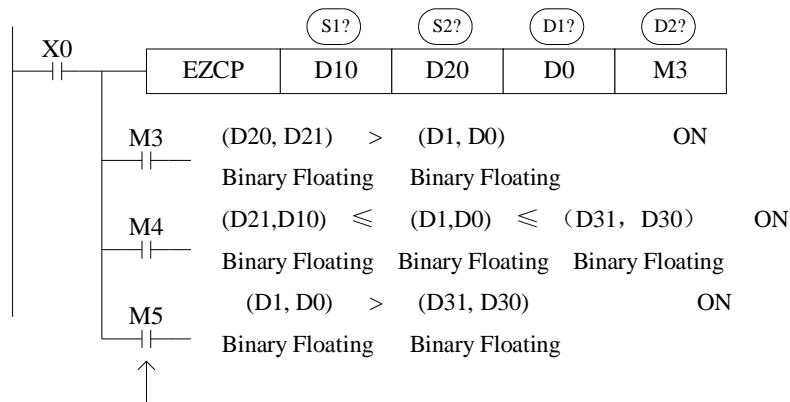 S1? S2? D1? D2?
X0
EZCP D10 D20 D0 M3
M3 (D20, D21) > (D1, D0) ON
Binary Floating Binary Floating
M4 (D21,D10) ≤ (D1,D0) ≤ （D31，D30） ON
Binary Floating Binary Floating Binary Floating
M5 (D1, D0) > (D31, D30) ON
Binary Floating Binary Floating